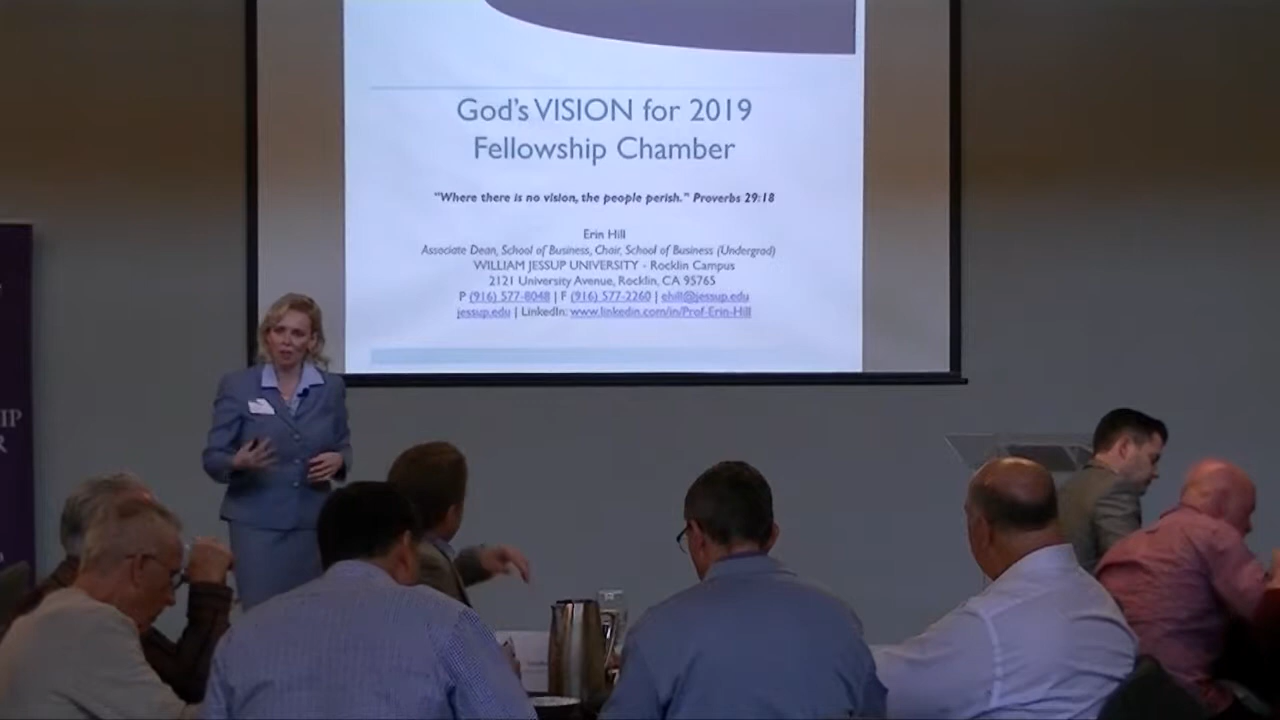 God's VISION for 2019
Fellowship Chamber
"Where there is no vision, the people perish." Proverbs 29:18
Erin Hill
Associate Dean, School of Business, Chair, School of Business (Undergrad)
WILLIAM JESSUP UNIVERSITY - Rocklin Campus
2121 University Avenue, Rocklin, CA 95765
P (916) 577-8048 | F (916) 577-2260 | ehill@jessup.edu
jessup.edu | LinkedIn: www.linkedin.com/in/Prof-Erin-Hill
IP
R